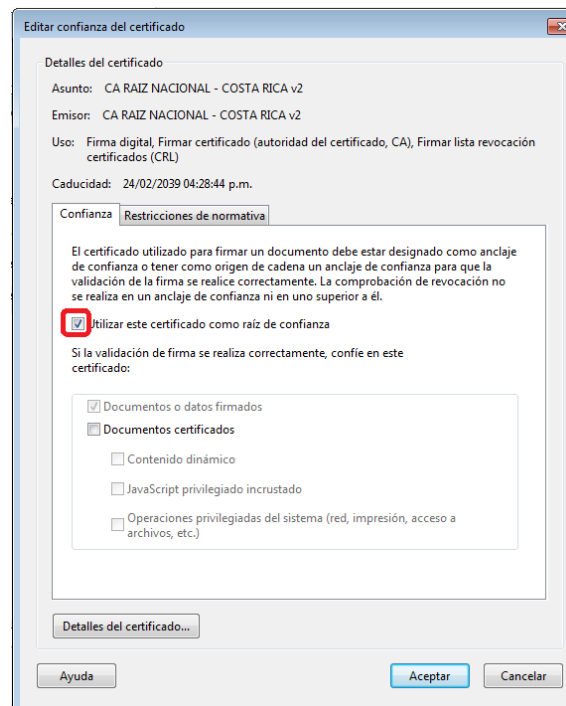 Editar confianza del certificado
Detalles del certificado
Asunto: CA RAIZ NACIONAL - COSTA RICA v2
Emisor: CA RAIZ NACIONAL - COSTA RICA v2
Uso: Firma digital, Firmar certificado (autoridad del certificado, CA), Firmar lista revocación
certificados (CRL)
Caducidad: 24/02/2039 04:28:44 p.m.
Confianza Restricciones de normativa
El certificado utilizado para firmar un documento debe estar designado como anclaje
de confianza o tener como origen de cadena un anclaje de confianza para que la
validación de la firma se realice correctamente. La comprobación de revocación no
se realiza en un anclaje de confianza ni en uno superior a él.
Utilizar este certificado como raíz de confianza
Si la validación de firma se realiza correctamente, confíe en este
certificado:
Documentos o datos firmados
Documentos certificados
Contenido dinámico
JavaScript privilegiado incrustado
Operaciones privilegiadas del sistema (red, impresión, acceso a
archivos, etc.)
Detalles del certificado...
Ayuda Aceptar Cancelar